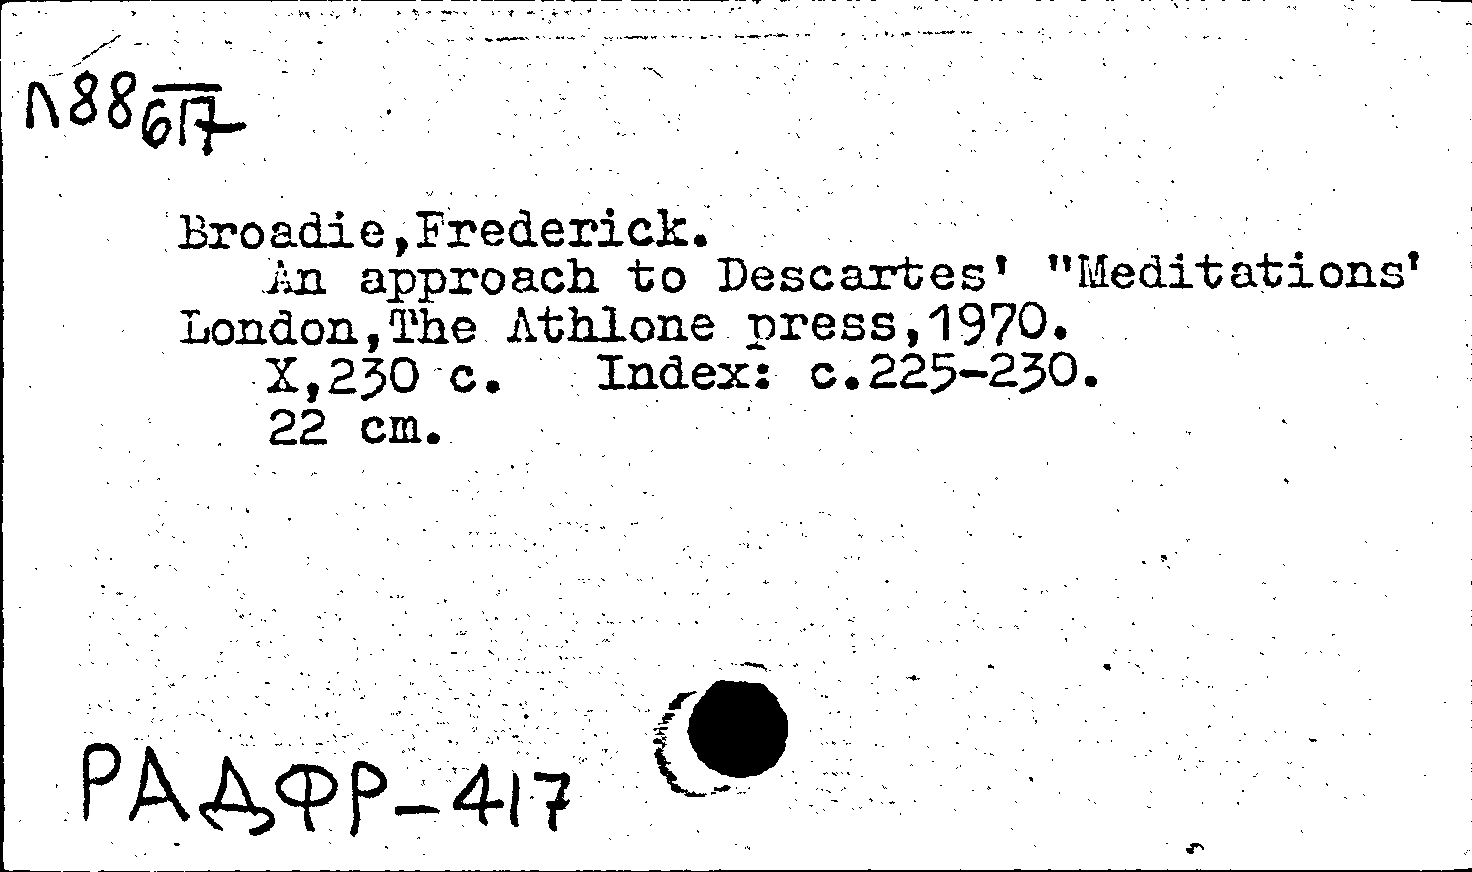 Л88
617
Broadie,Frederick.
An approach to Descartes' "Meditations'
London,The Athlone press,1970.
X,230 c. Index: c.225-230.
22 cm.
РАДФР-417